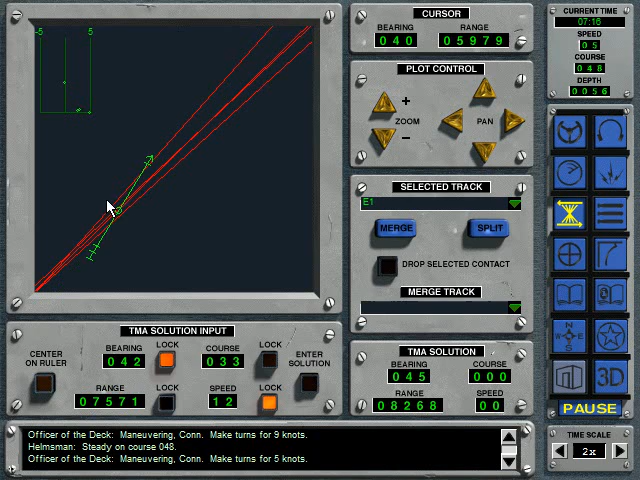 -5 5
CURSOR
BEARING RANGE
040 05979
PLOT CONTROL
+
ZOOM PAN
−
SELECTED TRACK
E1
MERGE SPLIT
DROP SELECTED CONTACT
MERGE TRACK
TMA SOLUTION INPUT
CENTER ON RULER
BEARING LOCK COURSE LOCK
042 033
ENTER SOLUTION
RANGE LOCK SPEED LOCK
07571 12
TMA SOLUTION
BEARING COURSE
045 000
RANGE SPEED
08268 00
Officer of the Deck: Maneuvering, Conn. Make turns for 9 knots.
Helmsman: Steady on course 048.
Officer of the Deck: Maneuvering, Conn. Make turns for 5 knots.
CURRENT TIME
07:16
SPEED
05
COURSE
048
DEPTH
0056
N
W E
S
3D
PAUSE
TIME SCALE
2x